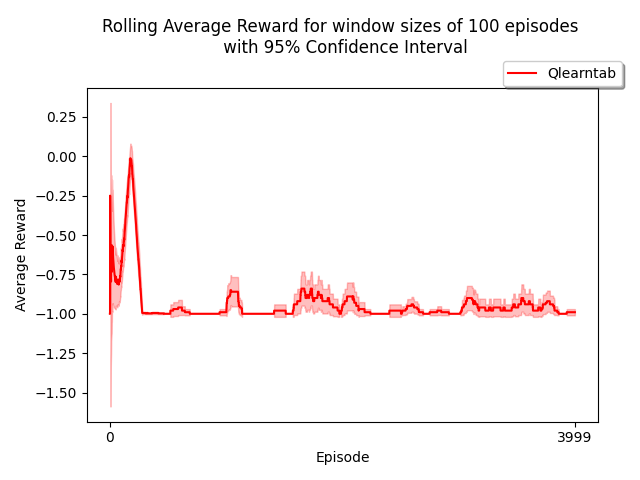 Rolling Average Reward for window sizes of 100 episodes
with 95% Confidence Interval
Qlearntab
0.25
0.00
−0.25
−0.50
−0.75
−1.00
−1.25
−1.50
Average Reward
0
3999
Episode